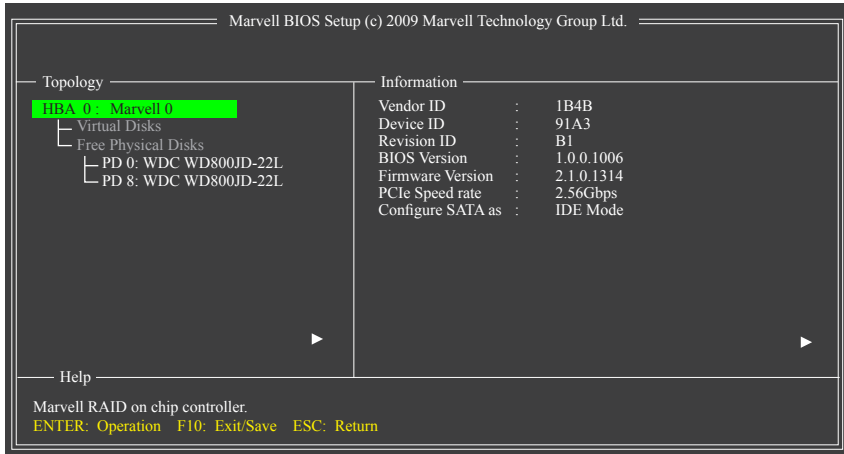 Marvell BIOS Setup (c) 2009 Marvell Technology Group Ltd.
Topology
HBA 0 : Marvell 0
Virtual Disks
Free Physical Disks
PD 0: WDC WD800JD-22L
PD 8: WDC WD800JD-22L
Information
Vendor ID : 1B4B
Device ID : 91A3
Revision ID : B1
BIOS Version : 1.0.0.1006
Firmware Version : 2.1.0.1314
PCIe Speed rate : 2.56Gbps
Configure SATA as : IDE Mode
Help
Marvell RAID on chip controller.
ENTER: Operation F10: Exit/Save ESC: Return